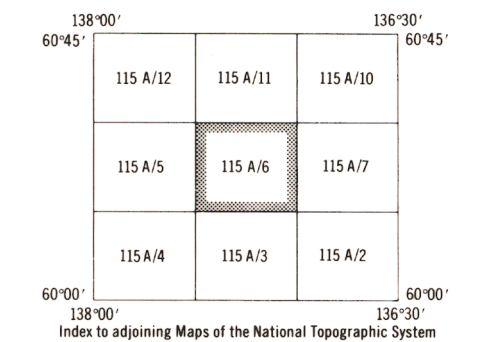 138°00′ 136°30′
60°45′ 60°45′
115 A/12 115 A/11 115 A/10
115 A/5 115 A/6 115 A/7
115 A/4 115 A/3 115 A/2
60°00′ 60°00′
138°00′ 136°30′
Index to adjoining Maps of the National Topographic System